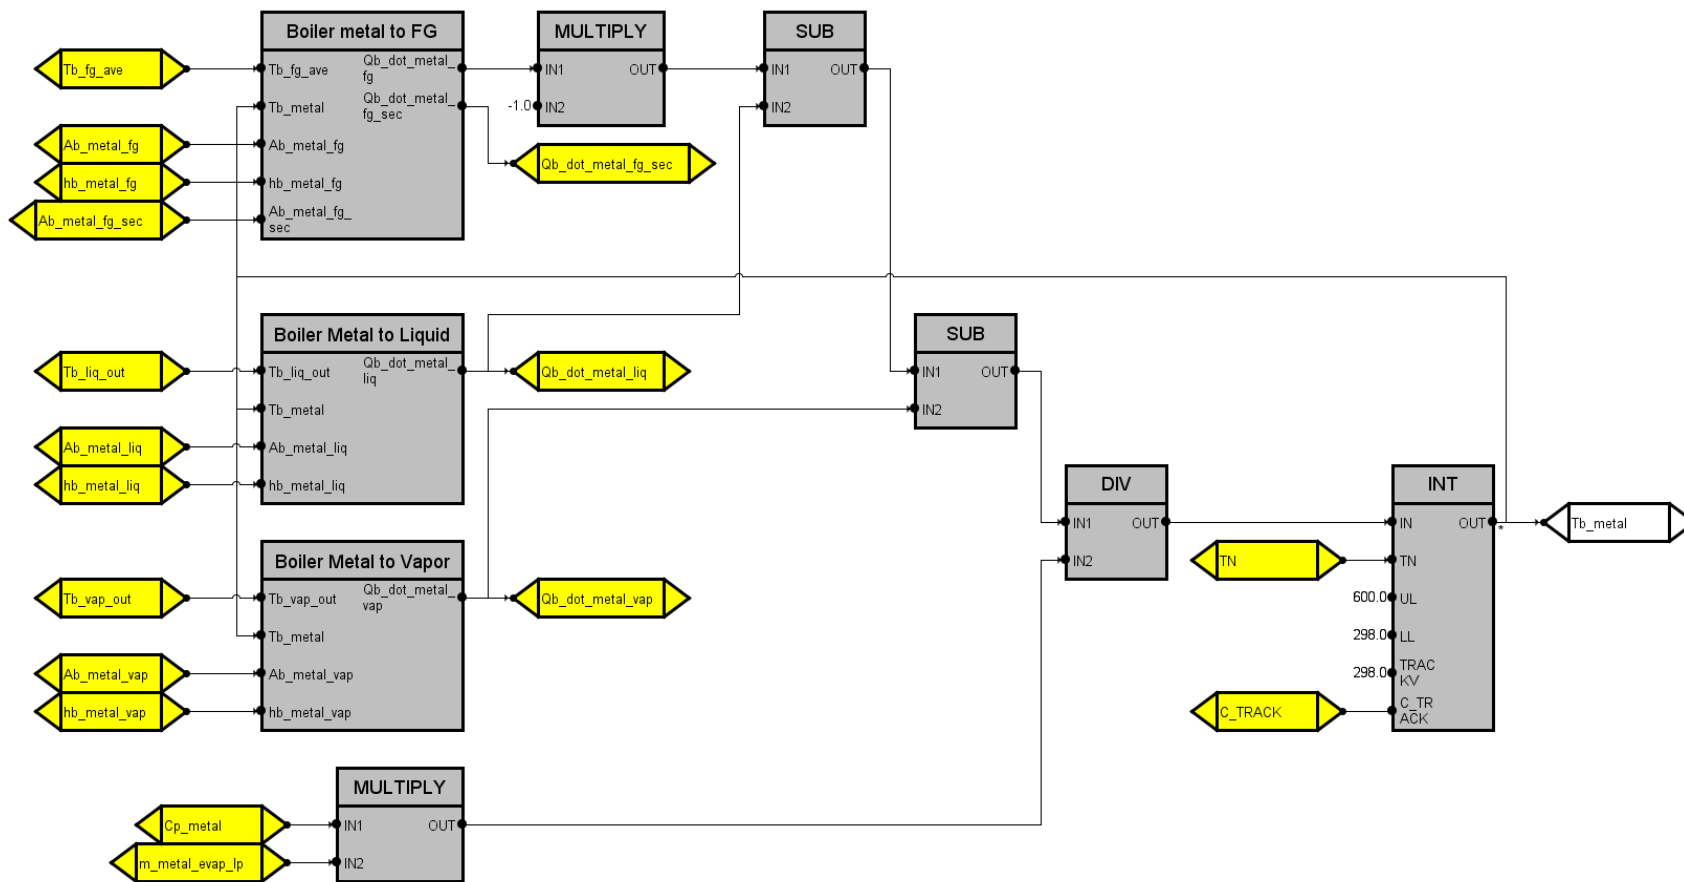 Boiler metal to FG
MULTIPLY
SUB
Tb_fg_ave
Tb_fg_ave
Qb_dot_metal_
fg
IN1
OUT
IN1
OUT
Tb_metal
Qb_dot_metal_
fg_sec
-1.0
IN2
IN2
Ab_metal_fg
Ab_metal_fg
Qb_dot_metal_fg_sec
hb_metal_fg
hb_metal_fg
Ab_metal_fg_sec
Ab_metal_fg_
sec
Boiler Metal to Liquid
SUB
Tb_liq_out
Tb_liq_out
Qb_dot_metal_
liq
Qb_dot_metal_liq
IN1
OUT
Tb_metal
IN2
Ab_metal_liq
Ab_metal_liq
hb_metal_liq
hb_metal_liq
DIV
INT
IN1
OUT
IN
OUT
*
Tb_metal
Boiler Metal to Vapor
IN2
TN
TN
Tb_vap_out
Tb_vap_out
Qb_dot_metal_
vap
Qb_dot_metal_vap
600.0
UL
Tb_metal
298.0
LL
Ab_metal_vap
Ab_metal_vap
298.0
TRAC
KV
hb_metal_vap
hb_metal_vap
C_TRACK
C_TR
ACK
MULTIPLY
Cp_metal
IN1
OUT
m_metal_evap_lp
IN2